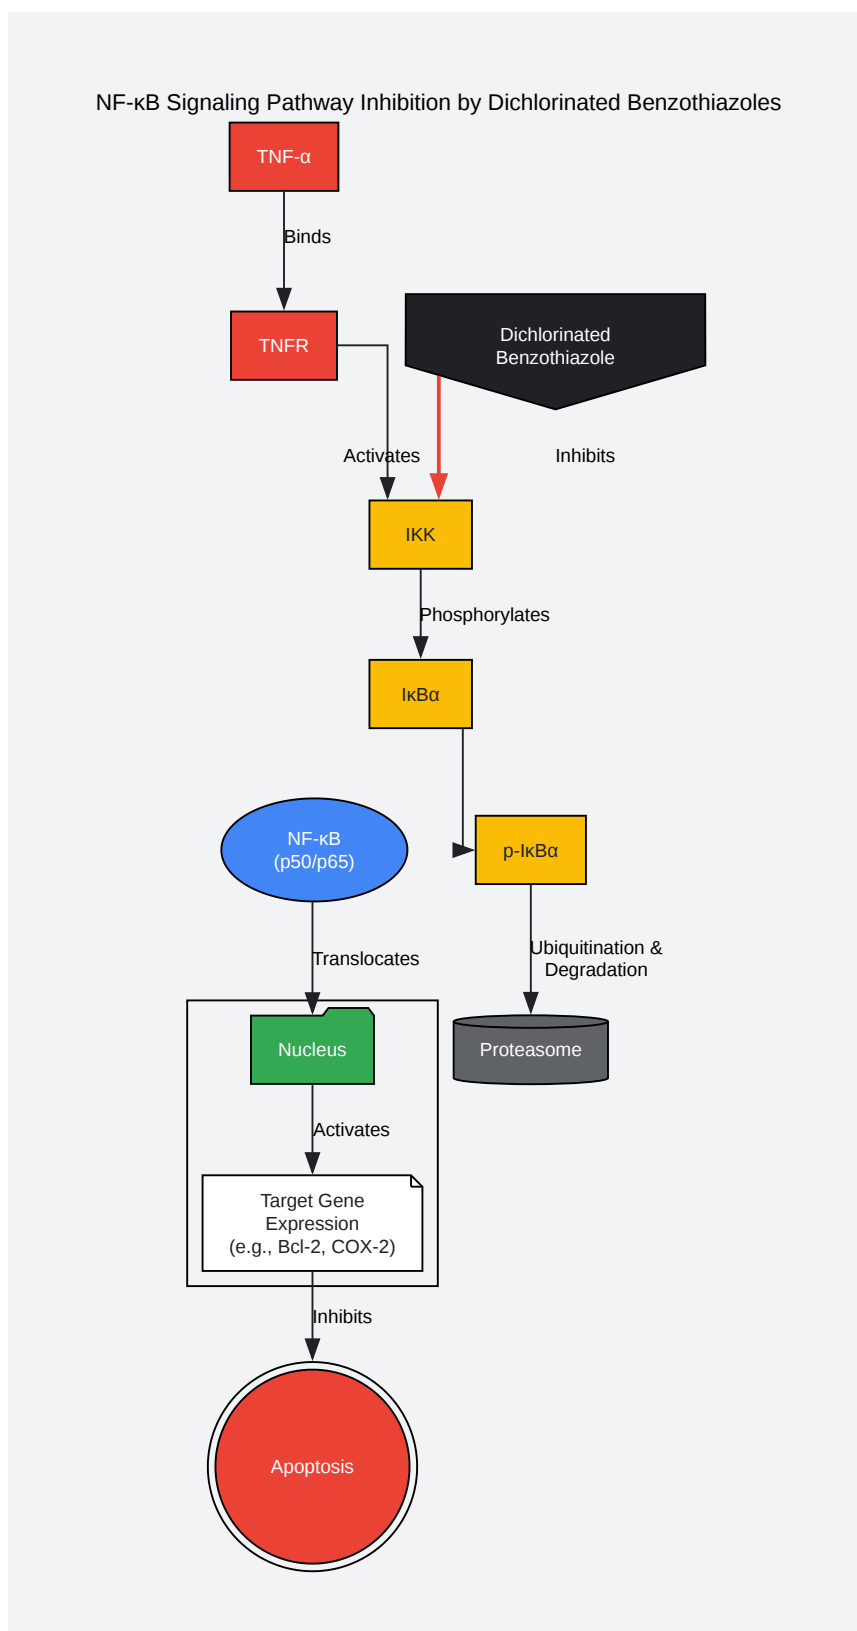 NF-κB Signaling Pathway Inhibition by Dichlorinated Benzothiazoles
TNF-α
Binds
TNFR
Dichlorinated
Benzothiazole
Activates
Inhibits
IKK
Phosphorylates
IκBα
NF-κB
(p50/p65)
p-IκBα
Translocates
Ubiquitination &
Degradation
Nucleus
Proteasome
Activates
Target Gene
Expression
(e.g., Bcl-2, COX-2)
Inhibits
Apoptosis